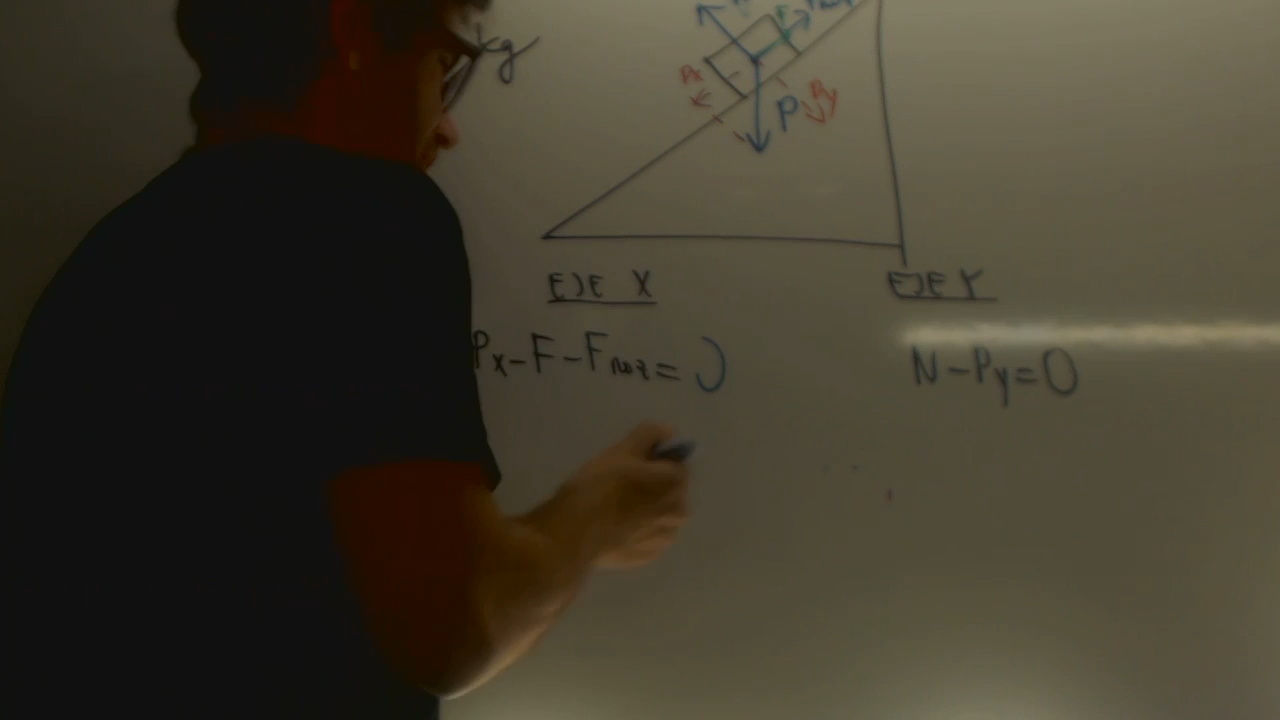 kg
Px
P
Py
EJE X
EJE Y
Px-F-Froz=0
N-Py=0